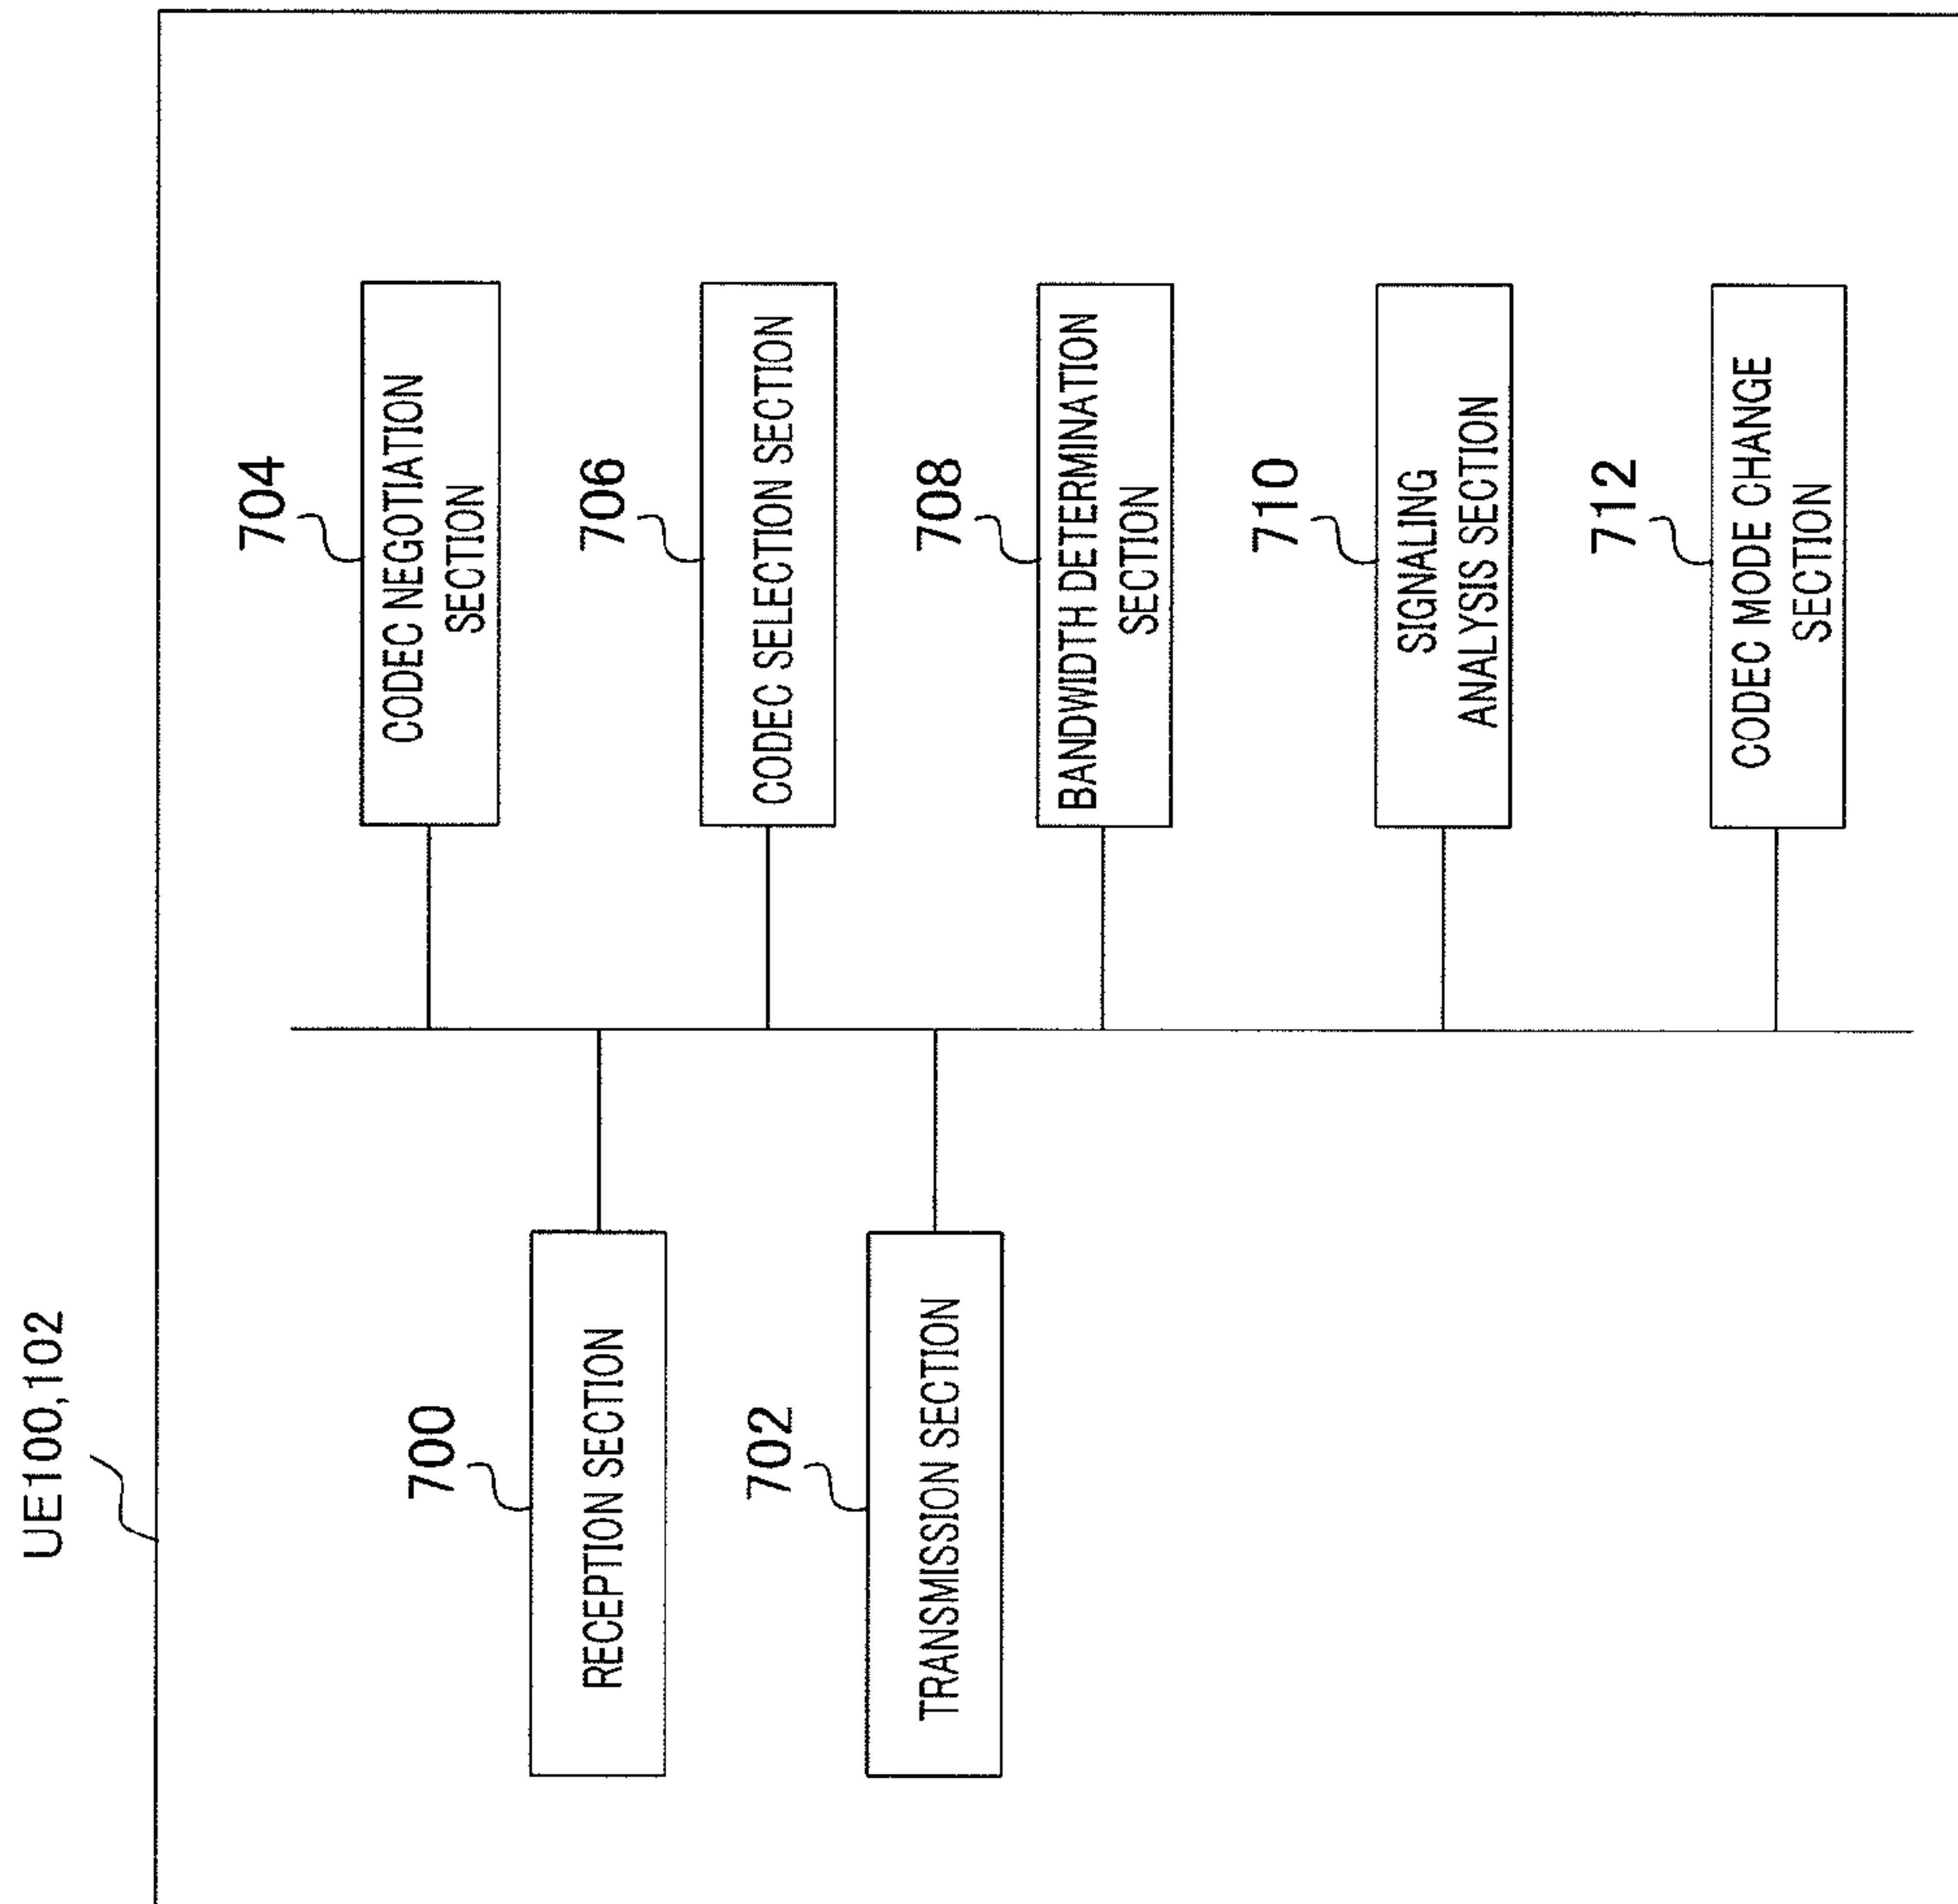 UE100,102
700
RECEPTION SECTION
702
TRANSMISSION SECTION
704
CODEC NEGOTIATION
SECTION
706
CODEC SELECTION SECTION
708
BANDWIDTH DETERMINATION
SECTION
710
SIGNALING
ANALYSIS SECTION
712
CODEC MODE CHANGE
SECTION